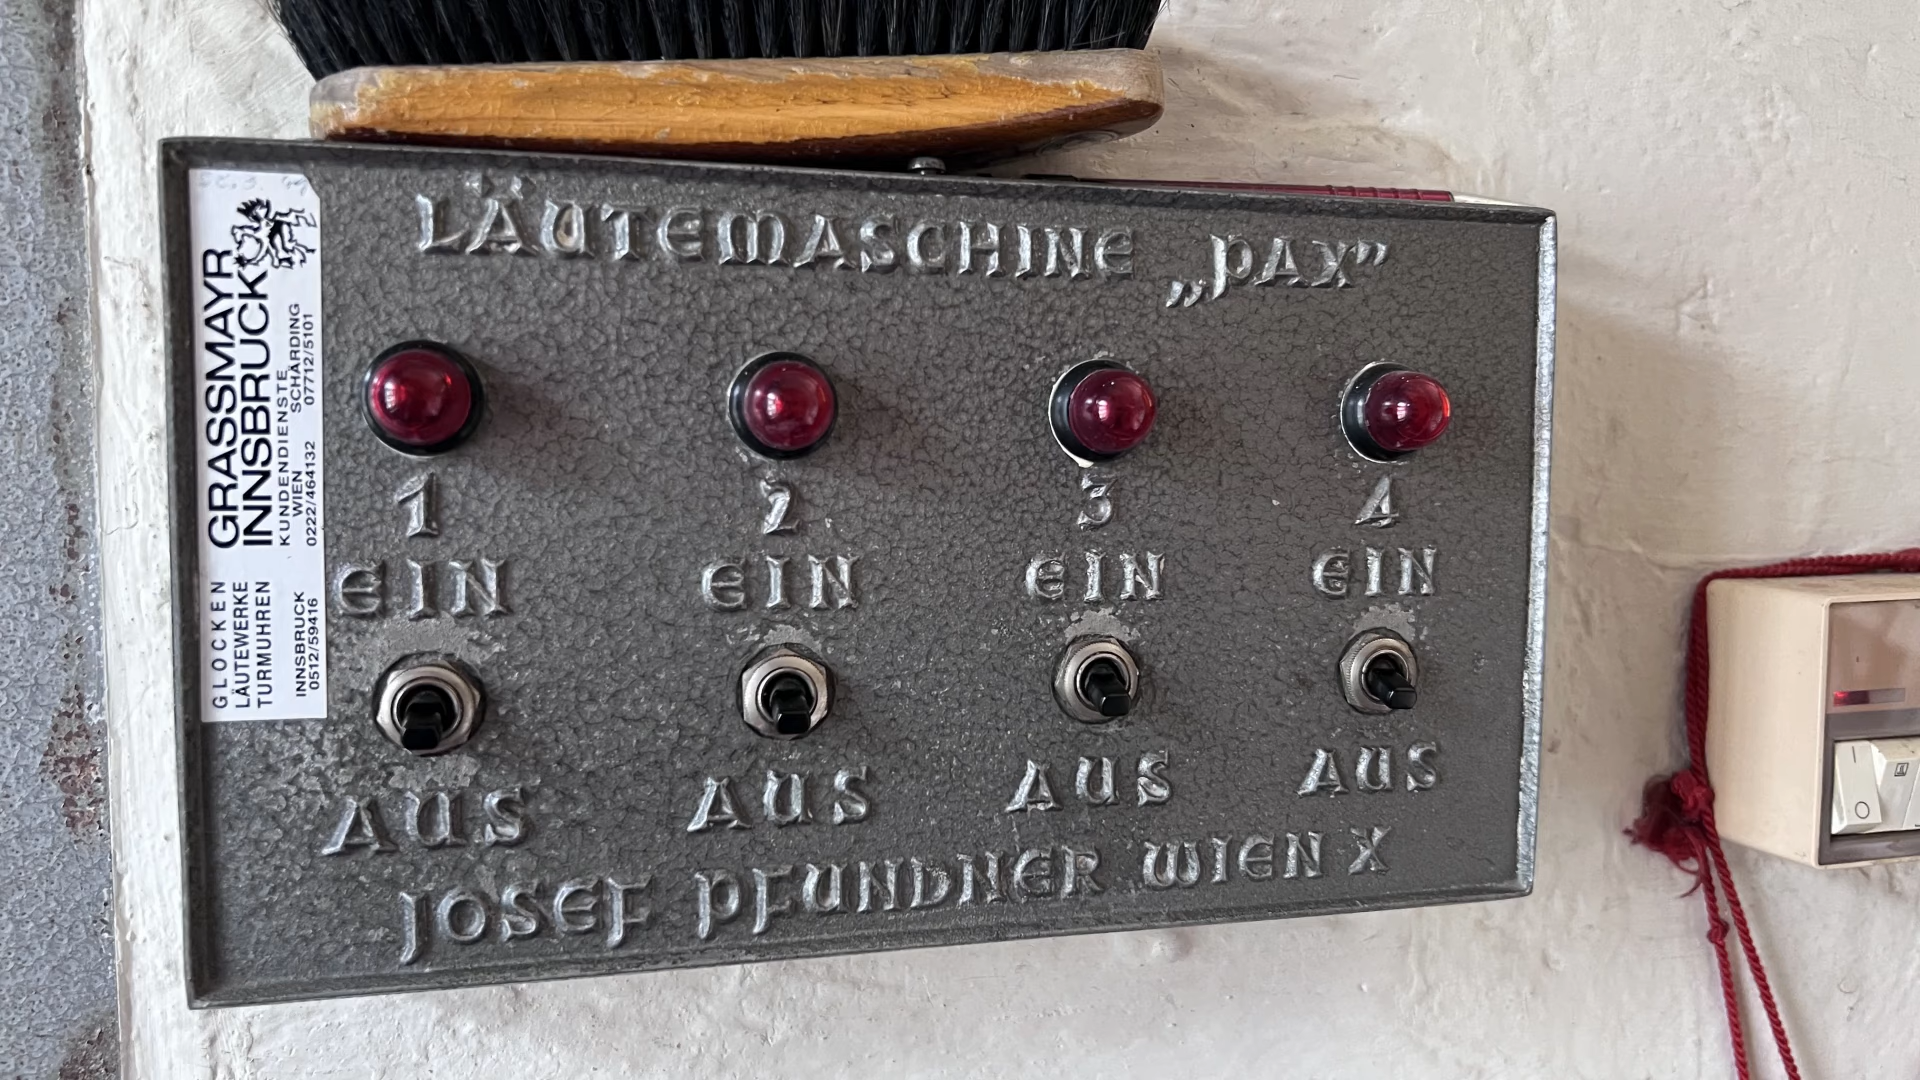 LÄUTEMASCHINE „PAX”
1 2 3 4
EIN EIN EIN EIN
AUS AUS AUS AUS
JOSEF PFUNDNER WIEN X
GRASSMAYR
INNSBRUCK
KUNDENDIENSTE
WIEN SCHÄRDING
0222/464132 07712/5101
GLOCKEN
LÄUTEWERKE
TURMUHREN
INNSBRUCK
0512/59416